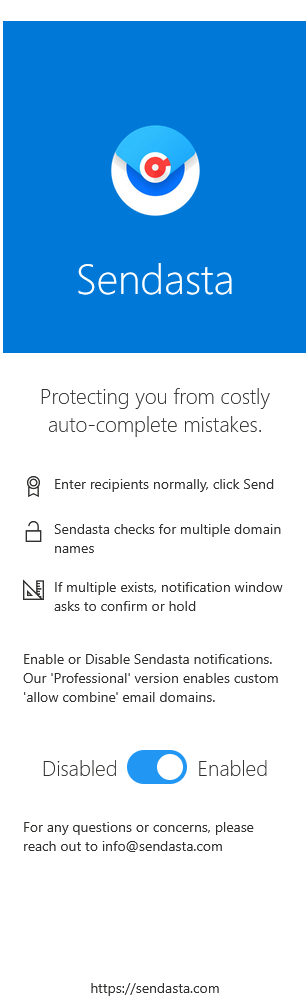 Sendasta
Protecting you from costly
auto-complete mistakes.
Enter recipients normally, click Send
Sendasta checks for multiple domain
names
If multiple exists, notification window
asks to confirm or hold
Enable or Disable Sendasta notifications.
Our 'Professional' version enables custom
'allow combine' email domains.
Disabled Enabled
For any questions or concerns, please
reach out to info@sendasta.com
https://sendasta.com